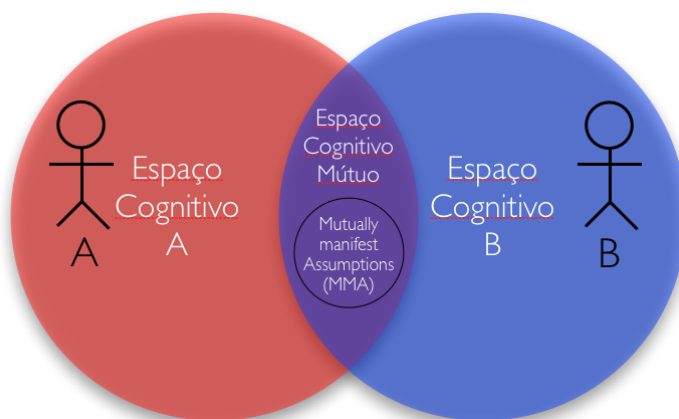 Espaço
Cognitivo
A
A
Espaço
Cognitivo
Mútuo
Mutually
manifest
Assumptions
(MMA)
Espaço
Cognitivo
B
B